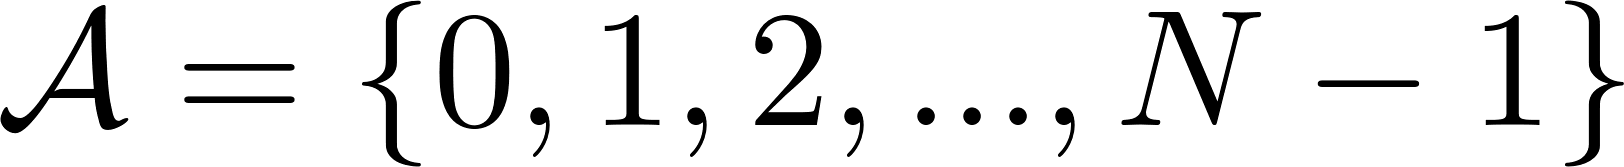 𝒜 = {0, 1, 2, ..., N − 1}